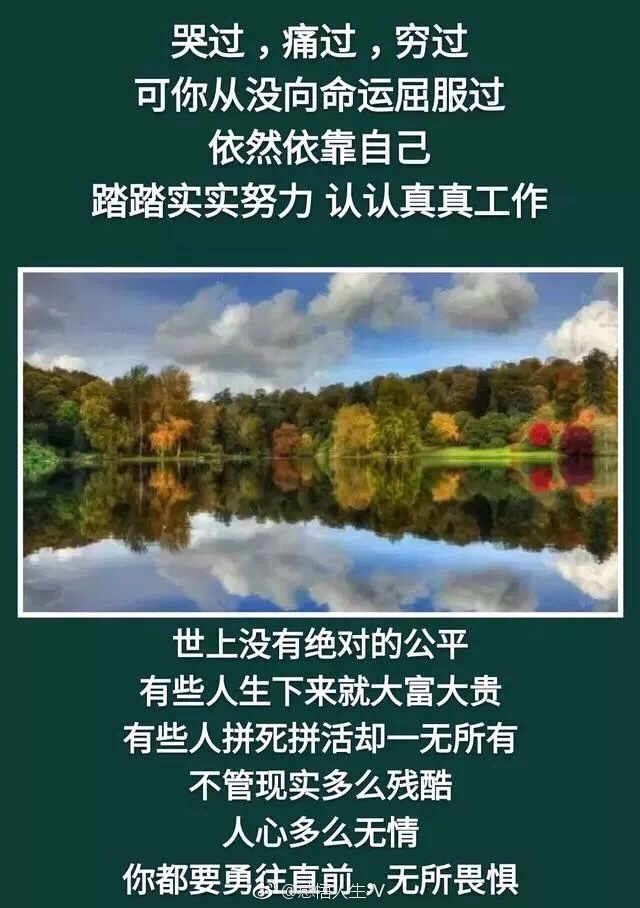 哭过，痛过，穷过
可你从没向命运屈服过
依然依靠自己
踏踏实实努力 认认真真工作
世上没有绝对的公平
有些人生下来就大富大贵
有些人拼死拼活却一无所有
不管现实多么残酷
人心多么无情
你都要勇往直前，无所畏惧
@感悟人生V